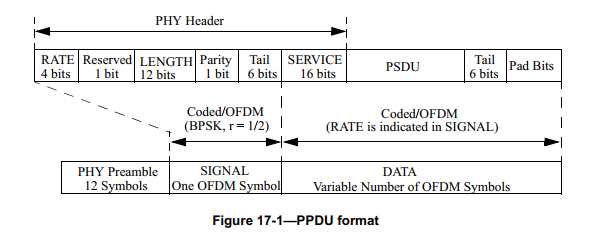 PHY Header
RATE Reserved LENGTH Parity Tail SERVICE PSDU Tail Pad Bits
4 bits 1 bit 12 bits 1 bit 6 bits 16 bits 6 bits
Coded/OFDM Coded/OFDM
(BPSK, r = 1/2) (RATE is indicated in SIGNAL)
PHY Preamble SIGNAL DATA
12 Symbols One OFDM Symbol Variable Number of OFDM Symbols
Figure 17-1—PPDU format